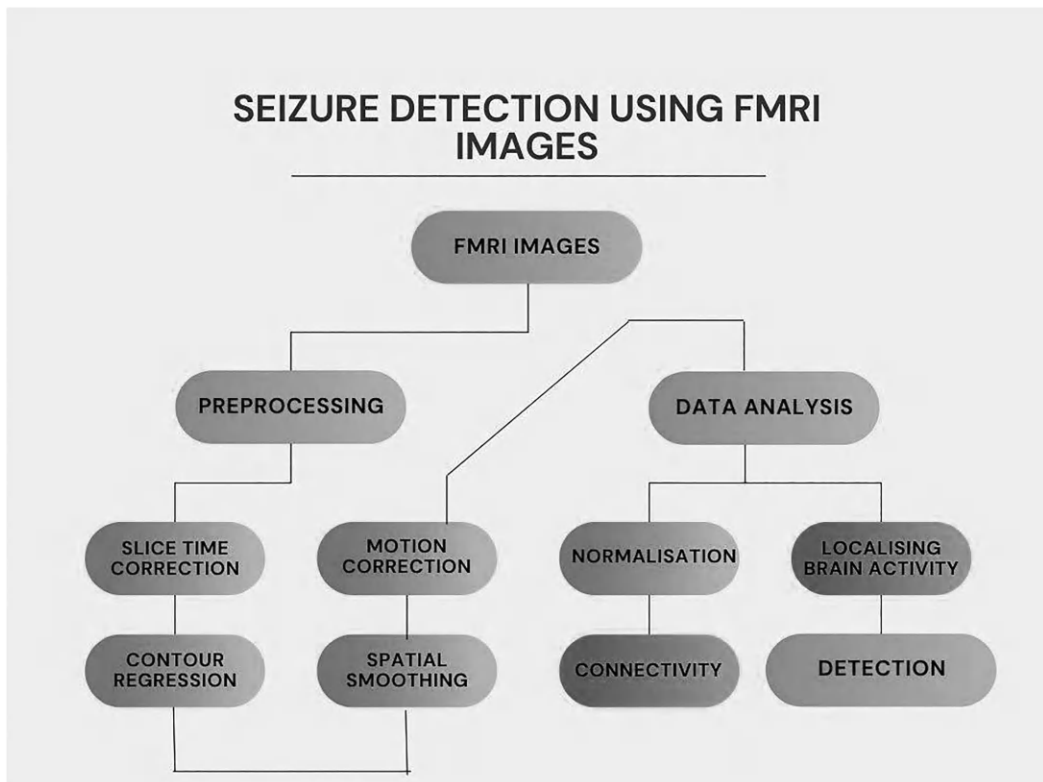 SEIZURE DETECTION USING FMRI
IMAGES
FMRI IMAGES
PREPROCESSING
DATA ANALYSIS
SLICE TIME
CORRECTION
MOTION
CORRECTION
NORMALISATION
LOCALISING
BRAIN ACTIVITY
CONTOUR
REGRESSION
SPATIAL
SMOOTHING
CONNECTIVITY
DETECTION